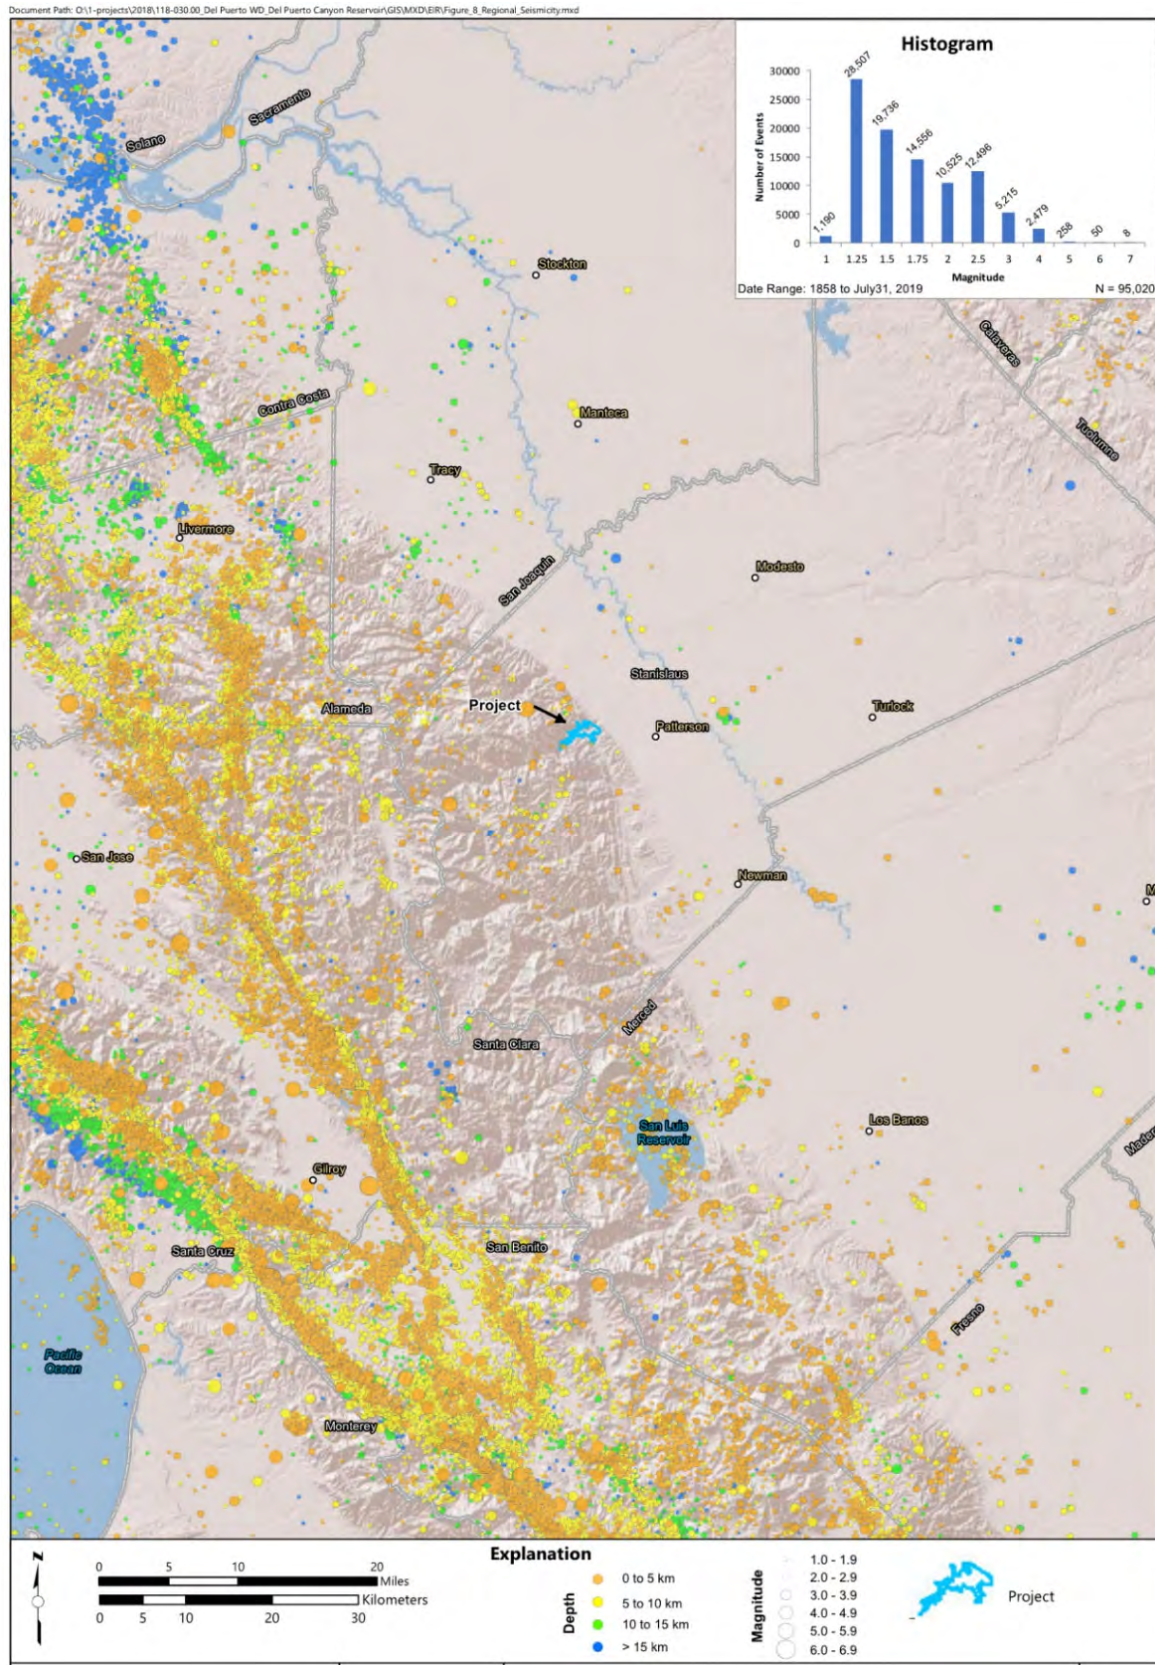 Document Path: O:\1-projects\2018\118-030.00_Del Puerto WD_Del Puerto Canyon Reservoir\GIS\MXD\EIR\Figure_8_Regional_Seismicity.mxd
Histogram
Number of Events
30000
25000
20000
15000
10000
5000
0
1,190
28,507
19,736
14,556
10,525
12,496
5,215
2,479
258
50
8
1
1.25
1.5
1.75
2
2.5
3
4
5
6
7
Magnitude
Date Range: 1858 to July31, 2019
N = 95,020
Sacramento
Solano
Stockton
Calaveras
Contra Costa
Manteca
Tuolumne
Tracy
Livermore
San Joaquin
Modesto
Stanislaus
Alameda
Project
Patterson
Turlock
San Jose
Newman
M
Merced
Santa Clara
San Luis
Reservoir
Los Banos
Madera
Gilroy
Santa Cruz
San Benito
Fresno
Pacific
Ocean
Monterey
N
0 5 10 20
Miles
Kilometers
0 5 10 20 30
Explanation
Depth
0 to 5 km
5 to 10 km
10 to 15 km
> 15 km
Magnitude
1.0 - 1.9
2.0 - 2.9
3.0 - 3.9
4.0 - 4.9
5.0 - 5.9
6.0 - 6.9
Project